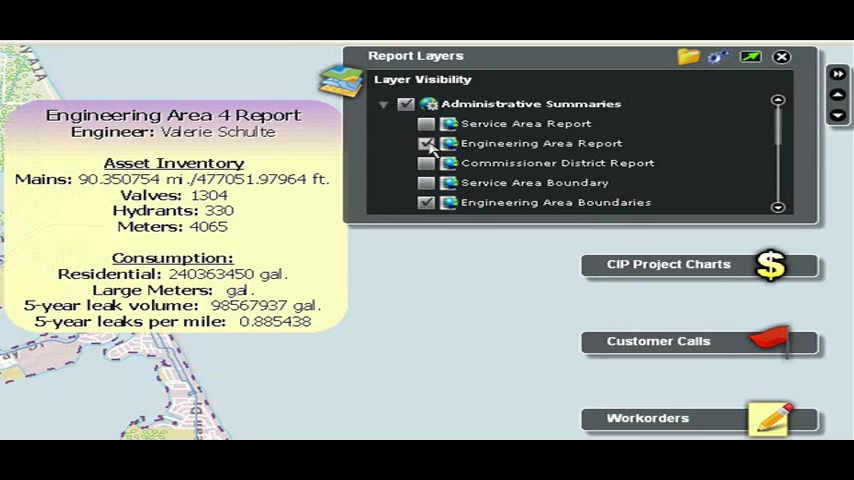 Report Layers
Layer Visibility
Administrative Summaries
Service Area Report
Engineering Area Report
Commissioner District Report
Service Area Boundary
Engineering Area Boundaries
Engineering Area 4 Report
Engineer: Valerie Schulte
Asset Inventory
Mains: 90.350754 mi./477051.97964 ft.
Valves: 1304
Hydrants: 330
Meters: 4065
Consumption:
Residential: 240363450 gal.
Large Meters: gal.
5-year leak volume: 98567937 gal.
5-year leaks per mile: 0.885438
CIP Project Charts
$
Customer Calls
Workorders
A1A